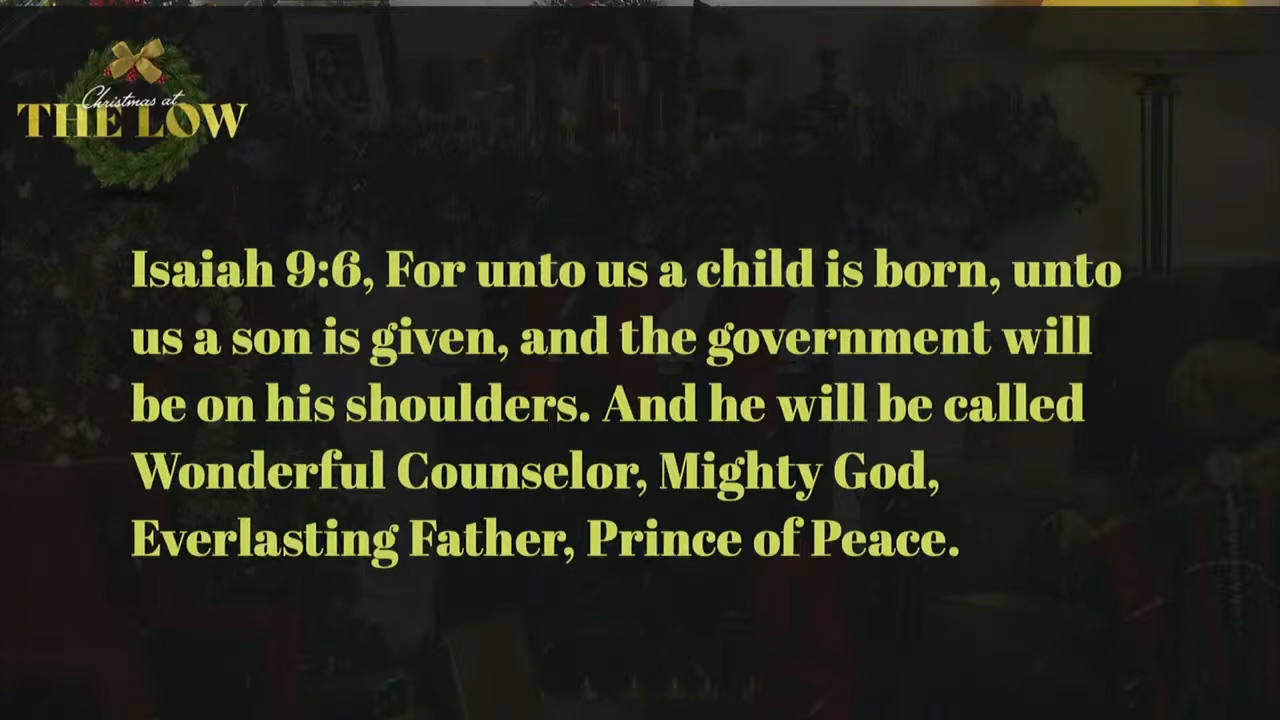 Christmas at
THE LOW
Isaiah 9:6, For unto us a child is born, unto
us a son is given, and the government will
be on his shoulders. And he will be called
Wonderful Counselor, Mighty God,
Everlasting Father, Prince of Peace.